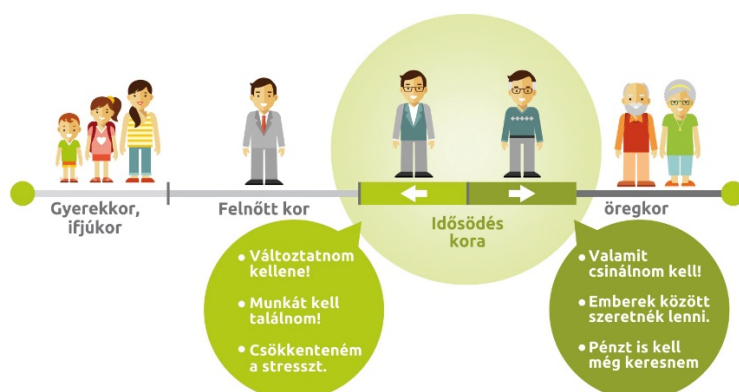 Gyerekkor,
ifjúkor
Felnőtt kor
Idősödés
kora
öregkor
• Változtatnom
kellene!
• Munkát kell
találnom!
• Csökkenteném
a stresszt.
• Valamit
csinálnom kell!
• Emberek között
szeretnék lenni.
• Pénzt is kell
még keresnem